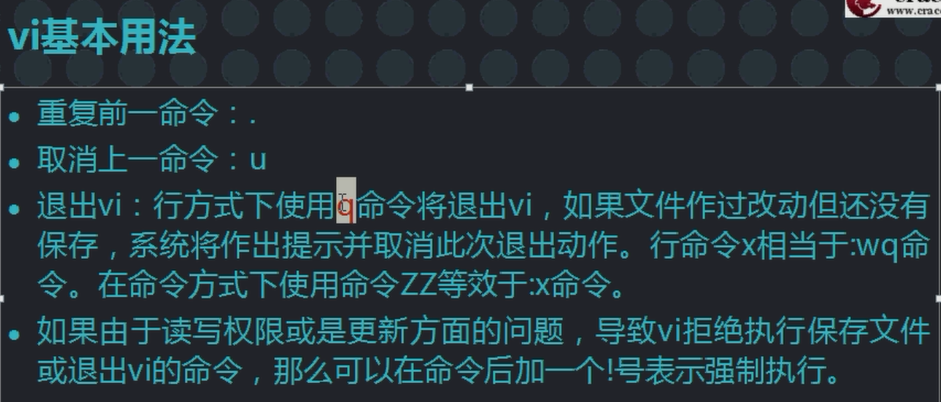 vi基本用法
www.crac
• 重复前一命令：.
• 取消上一命令：u
• 退出vi：行方式下使用q命令将退出vi，如果文件作过改动但还没有
保存，系统将作出提示并取消此次退出动作。行命令x相当于:wq命
令。在命令方式下使用命令ZZ等效于:x命令。
• 如果由于读写权限或是更新方面的问题，导致vi拒绝执行保存文件
或退出vi的命令，那么可以在命令后加一个!号表示强制执行。